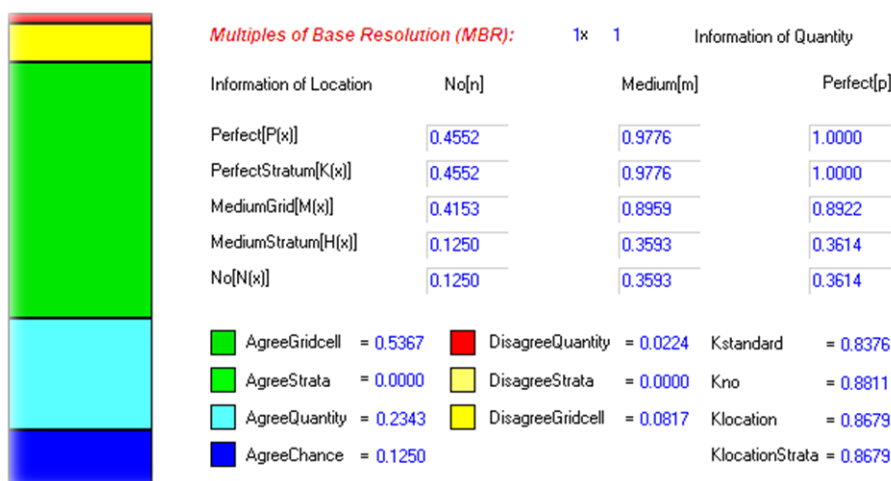 Multiples of Base Resolution (MBR): 1x 1 Information of Quantity
Information of Location No[n] Medium[m] Perfect[p]
Perfect[P(x)] 0.4552 0.9776 1.0000
PerfectStratum[K(x)] 0.4552 0.9776 1.0000
MediumGrid[M(x)] 0.4153 0.8959 0.8922
MediumStratum[H(x)] 0.1250 0.3593 0.3614
No[N(x)] 0.1250 0.3593 0.3614
AgreeGridcell = 0.5367 DisagreeQuantity = 0.0224 Kstandard = 0.8376
AgreeStrata = 0.0000 DisagreeStrata = 0.0000 Kno = 0.8811
AgreeQuantity = 0.2343 DisagreeGridcell = 0.0817 Klocation = 0.8679
AgreeChance = 0.1250 KlocationStrata = 0.8679